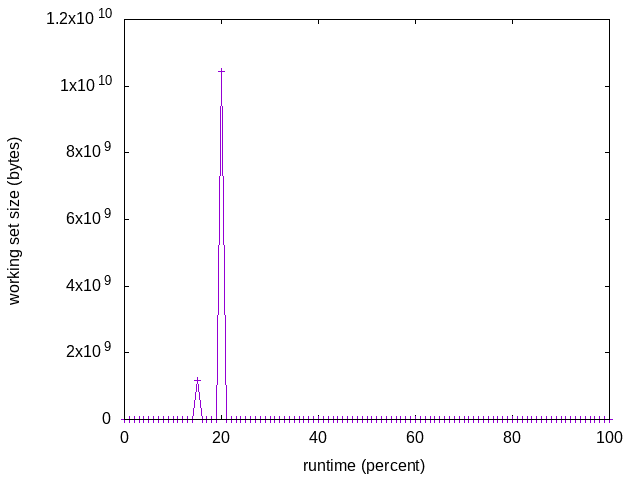 1.2x10 10
1x10 10
8x10 9
6x10 9
4x10 9
2x10 9
0
0 20 40 60 80 100
working set size (bytes)
runtime (percent)